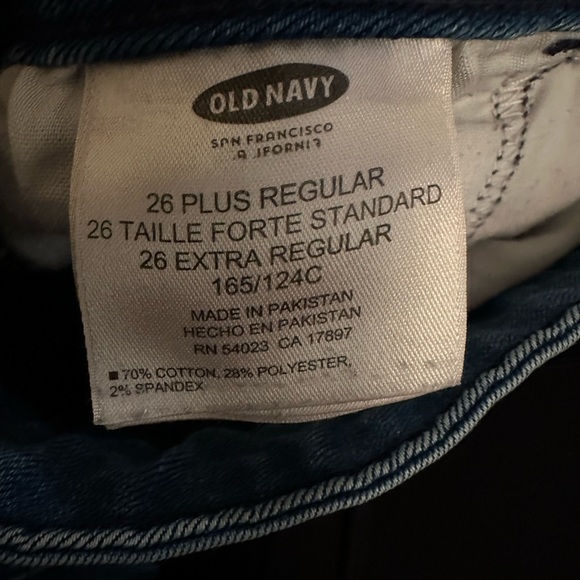 OLD NAVY
SAN FRANCISCO
26 PLUS REGULAR
26 TAILLE FORTE STANDARD
26 EXTRA REGULAR
165/124C
MADE IN PAKISTAN
HECHO EN PAKISTAN
RN 54023 CA 17897
■ 70% COTTON, 28% POLYESTER,
2% SPANDEX